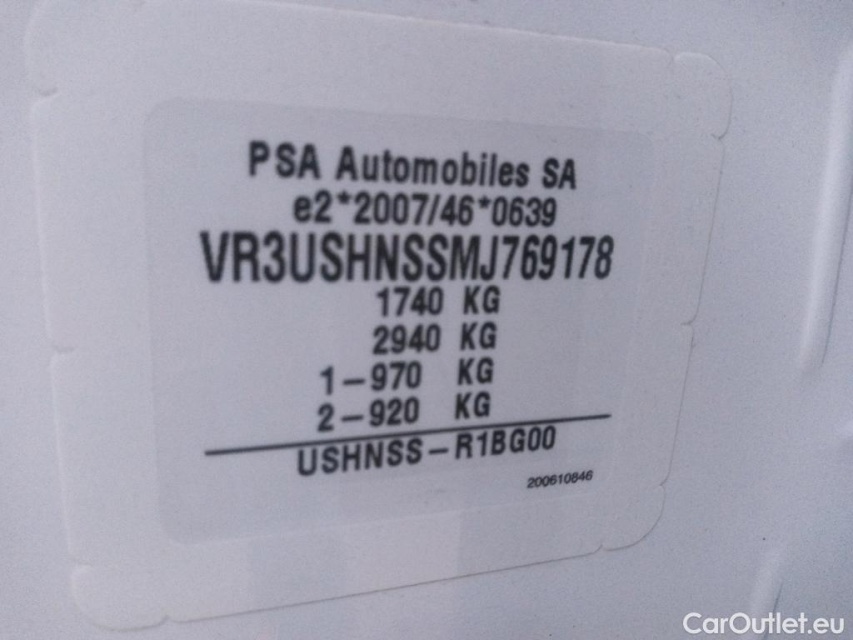 PSA Automobiles SA
e2*2007/46*0639
VR3USHNSSMJ769178
1740 KG
2940 KG
1-970 KG
2-920 KG
USHNSS-R1BG00
200610846
CarOutlet.eu